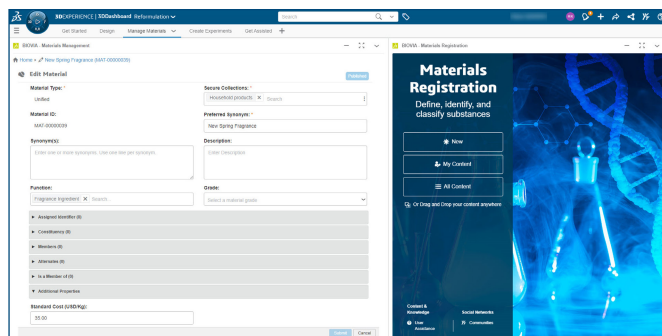 3DEXPERIENCE | 3DDashboard Reformulation
Search
Get Started Design Manage Materials Create Experiments Get Assisted
BIOVIA - Materials Management
Home » New Spring Fragrance (MAT-00000039)
Edit Material
Published
Material Type: *
Unified
Secure Collections: *
Household products × Search
Material ID:
MAT-00000039
Preferred Synonym: *
New Spring Fragrance
Synonym(s):
Enter one or more synonyms. Use one line per synonym.
Description:
Enter Description
Function:
Fragrance Ingredient × Search
Grade:
Select a material grade
Assigned Identifier (0)
Constituency (0)
Members (0)
Alternates (0)
Is a Member of (0)
Additional Properties
Standard Cost (USD/Kg):
35.00
Submit Cancel
BIOVIA - Materials Registration
Materials
Registration
Define, identify, and
classify substances
New
My Content
All Content
Or Drag and Drop your content anywhere
Content &
Knowledge
Social Networks
User
Assistance
Communities